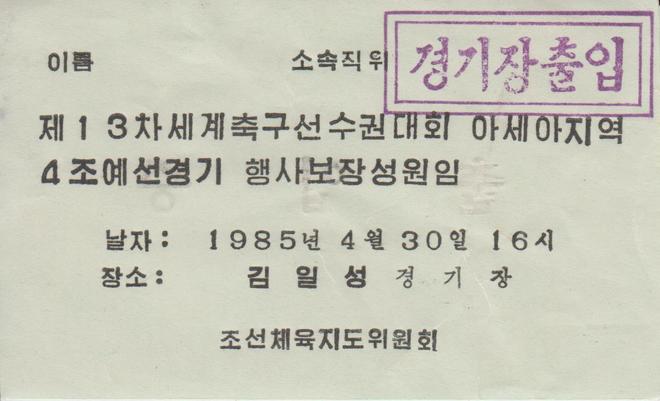 이름 소속직위
경기장출입
제13차세계축구선수권대회 아세아지역
4조예선경기 행사보장성원임
날자: 1985년 4월 30일 16시
장소: 김일성경기장
조선체육지도위원회